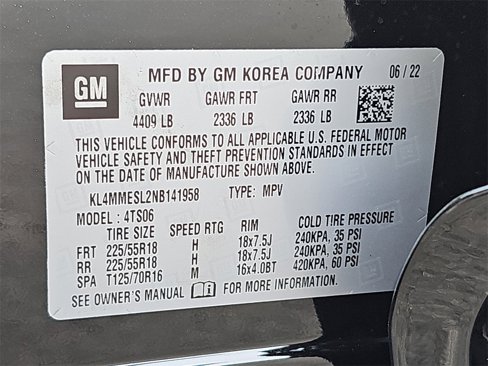 GM MFD BY GM KOREA COMPANY 06/22
GVWR GAWR FRT GAWR RR
4409 LB 2336 LB 2336 LB
THIS VEHICLE CONFORMS TO ALL APPLICABLE U.S. FEDERAL MOTOR
VEHICLE SAFETY AND THEFT PREVENTION STANDARDS IN EFFECT
ON THE DATE OF MANUFACTURE SHOWN ABOVE.
KL4MMESL2NB141958 TYPE: MPV
MODEL: 4TS06
TIRE SIZE SPEED RTG RIM COLD TIRE PRESSURE
FRT 225/55R18 H 18x7.5J 240KPA, 35 PSI
RR 225/55R18 H 18x7.5J 240KPA, 35 PSI
SPA T125/70R16 M 16x4.0BT 420KPA, 60 PSI
SEE OWNER'S MANUAL FOR MORE INFORMATION.